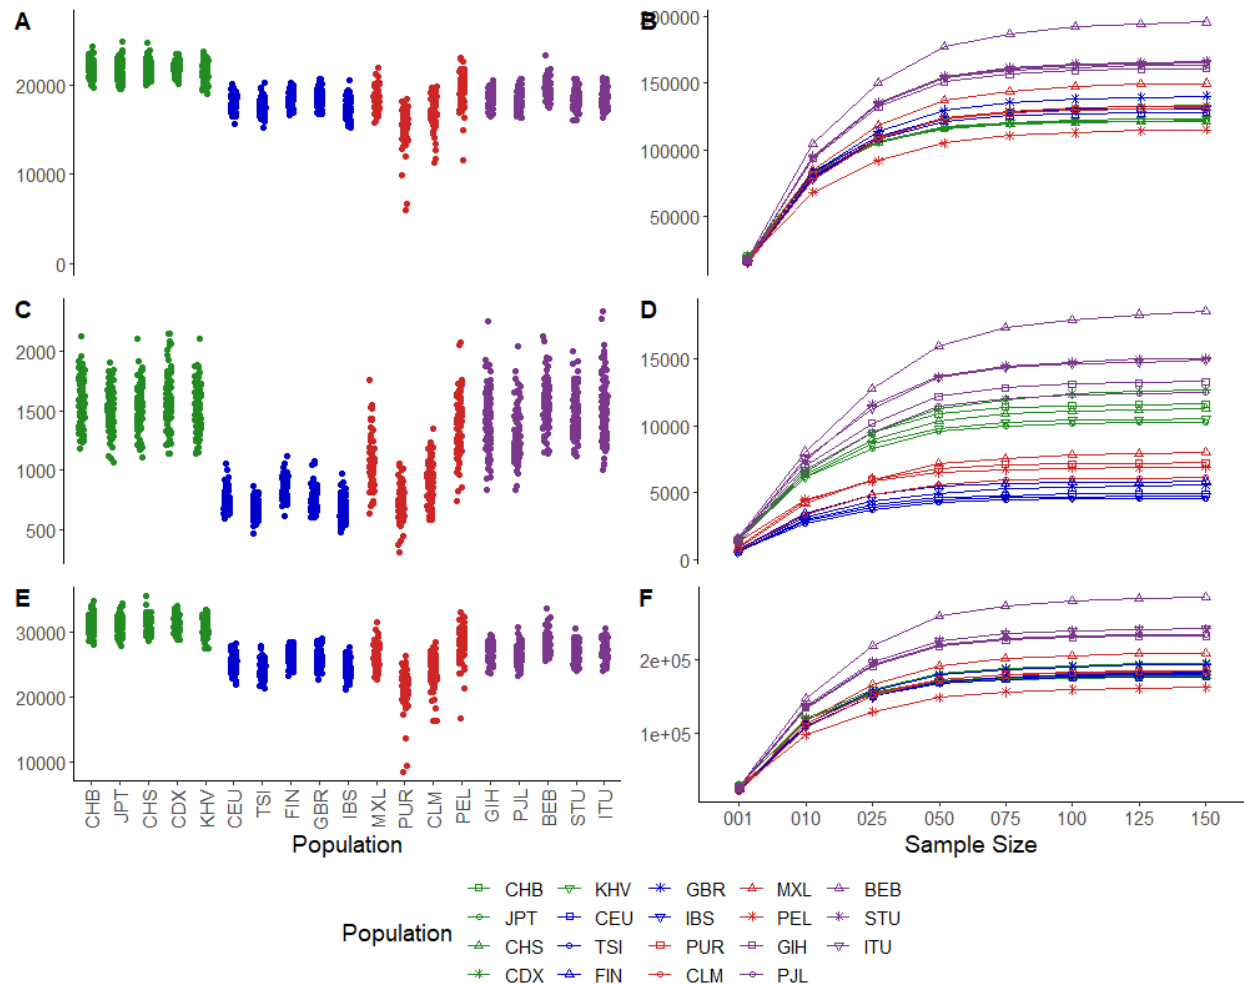 A
20000
10000
0
B
200000
150000
100000
50000
C
2000
1500
1000
500
D
15000
10000
5000
0
E
30000
20000
10000
CHB JPT CHS CDX KHV CEU TSI FIN GBR IBS MXL PUR CLM PEL GIH PJL BEB STU ITU
Population
F
2e+05
1e+05
001 010 025 050 075 100 125 150
Sample Size
Population
CHB KHV GBR MXL BEB
JPT CEU IBS PEL STU
CHS TSI PUR GIH ITU
CDX FIN CLM PJL